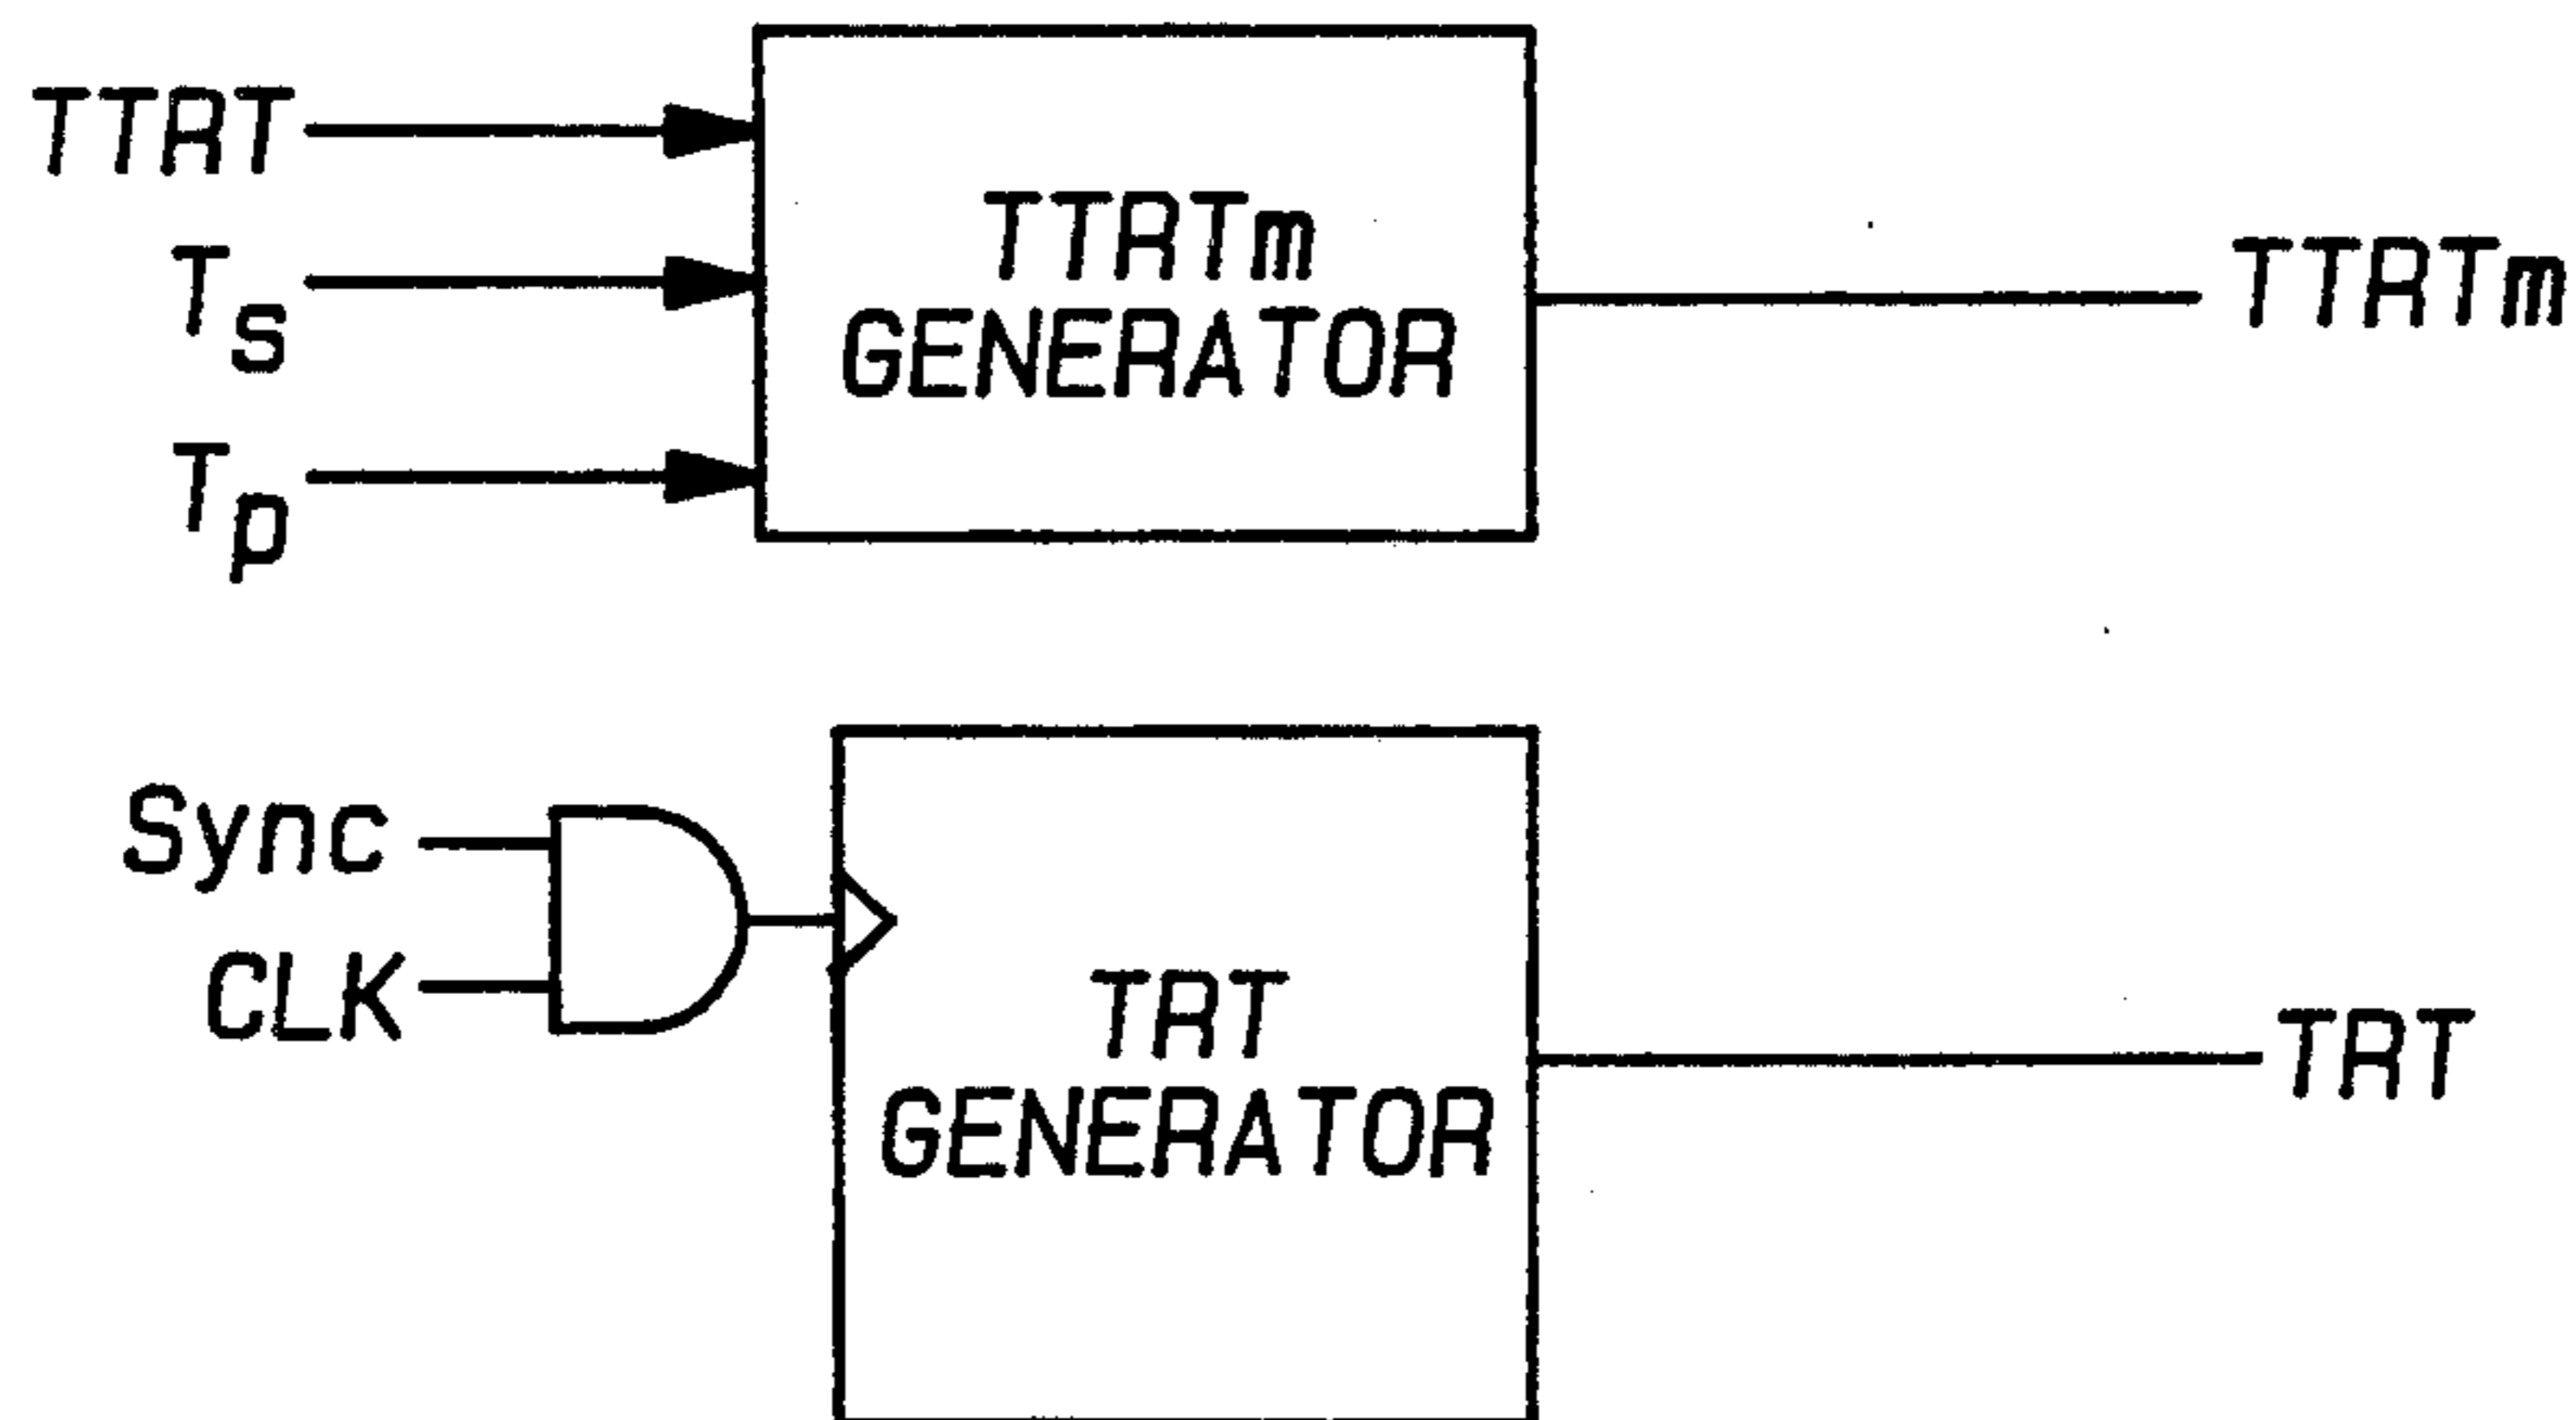 TTRT
Ts
Tp
TTRTm
GENERATOR
TTRTm
Sync
CLK
TRT
GENERATOR
TRT